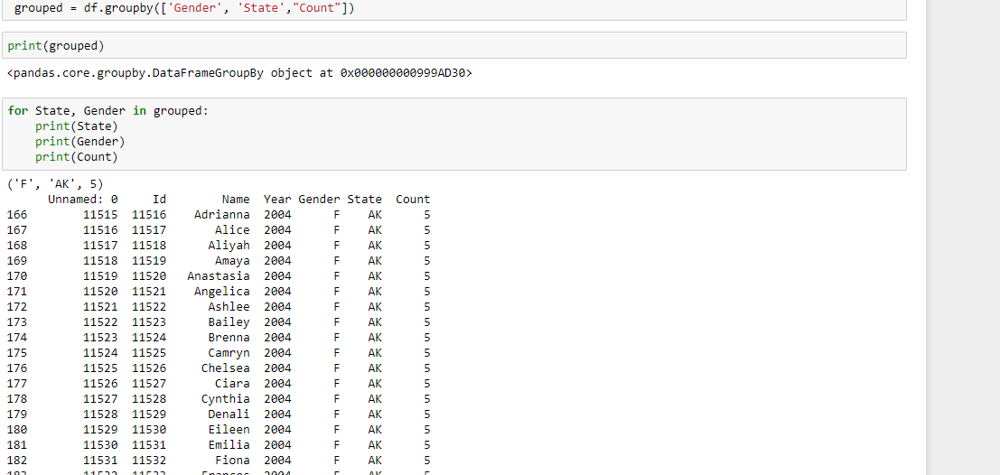 grouped = df.groupby(['Gender', 'State',"Count"])
print(grouped)
<pandas.core.groupby.DataFrameGroupBy object at 0x000000000999AD30>
for State, Gender in grouped:
    print(State)
    print(Gender)
    print(Count)
('F', 'AK', 5)
      Unnamed: 0     Id       Name  Year Gender State  Count
166        11515  11516   Adrianna  2004      F    AK      5
167        11516  11517      Alice  2004      F    AK      5
168        11517  11518     Aliyah  2004      F    AK      5
169        11518  11519      Amaya  2004      F    AK      5
170        11519  11520  Anastasia  2004      F    AK      5
171        11520  11521   Angelica  2004      F    AK      5
172        11521  11522     Ashlee  2004      F    AK      5
173        11522  11523     Bailey  2004      F    AK      5
174        11523  11524     Brenna  2004      F    AK      5
175        11524  11525     Camryn  2004      F    AK      5
176        11525  11526    Chelsea  2004      F    AK      5
177        11526  11527      Ciara  2004      F    AK      5
178        11527  11528    Cynthia  2004      F    AK      5
179        11528  11529     Denali  2004      F    AK      5
180        11529  11530     Eileen  2004      F    AK      5
181        11530  11531     Emilia  2004      F    AK      5
182        11531  11532      Fiona  2004      F    AK      5